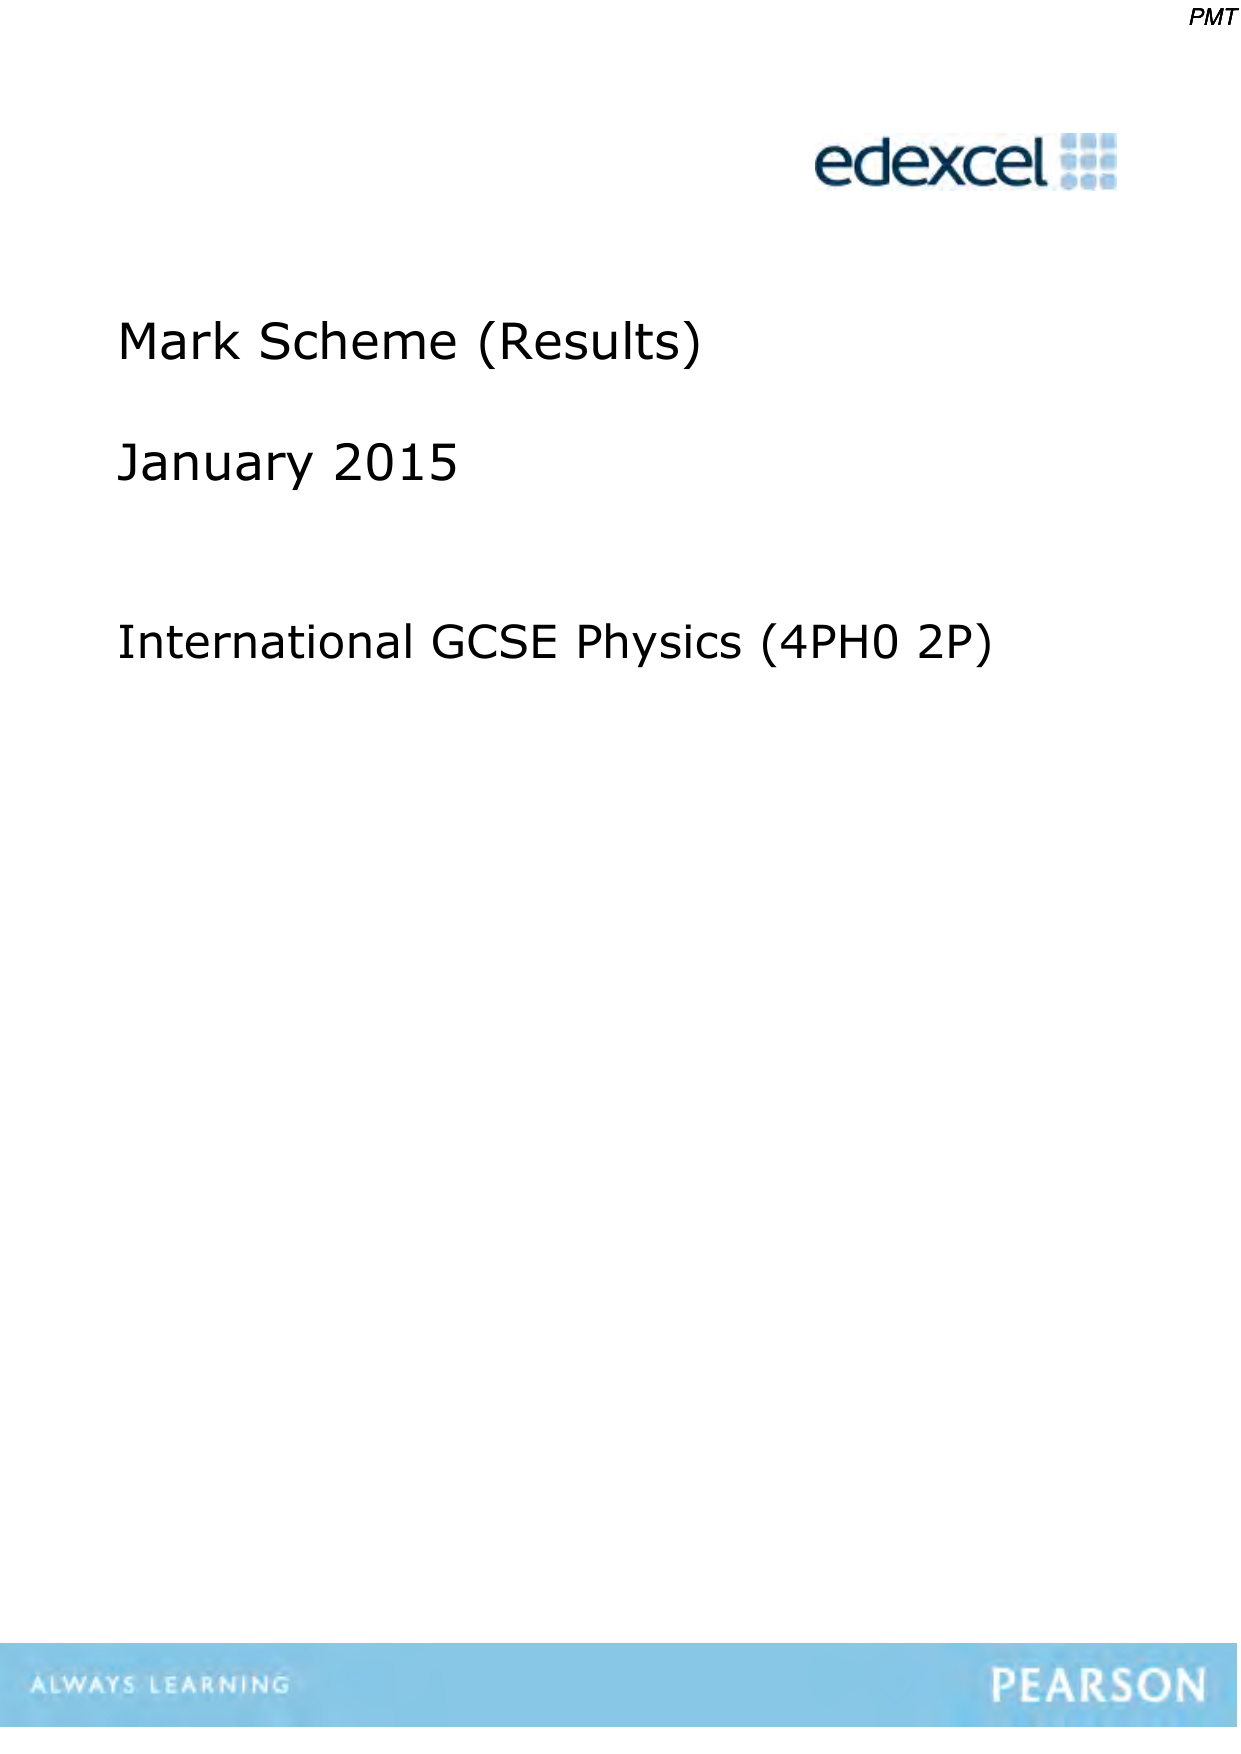 PMT
edexcel
Mark Scheme (Results)
January 2015
International GCSE Physics (4PH0 2P)
ALWAYS LEARNING
PEARSON